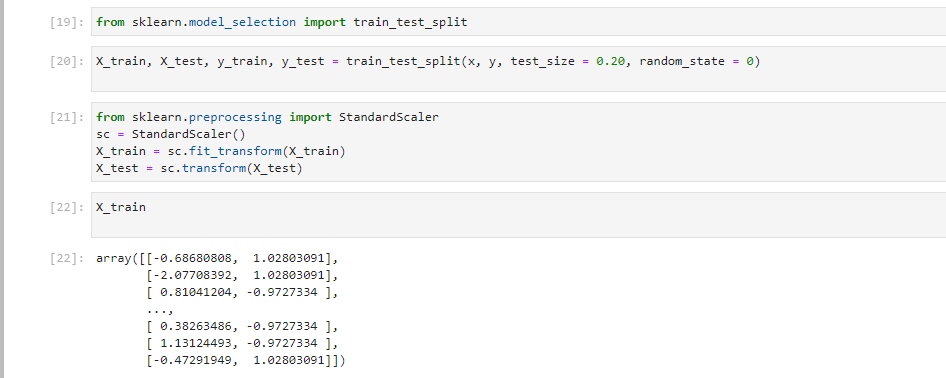 [19]: from sklearn.model_selection import train_test_split
[20]: X_train, X_test, y_train, y_test = train_test_split(x, y, test_size = 0.20, random_state = 0)
[21]: from sklearn.preprocessing import StandardScaler
sc = StandardScaler()
X_train = sc.fit_transform(X_train)
X_test = sc.transform(X_test)
[22]: X_train
[22]: array([[-0.68680808,  1.02803091],
       [-2.07708392,  1.02803091],
       [ 0.81041204, -0.9727334 ],
       ...,
       [ 0.38263486, -0.9727334 ],
       [ 1.13124493, -0.9727334 ],
       [-0.47291949,  1.02803091]])